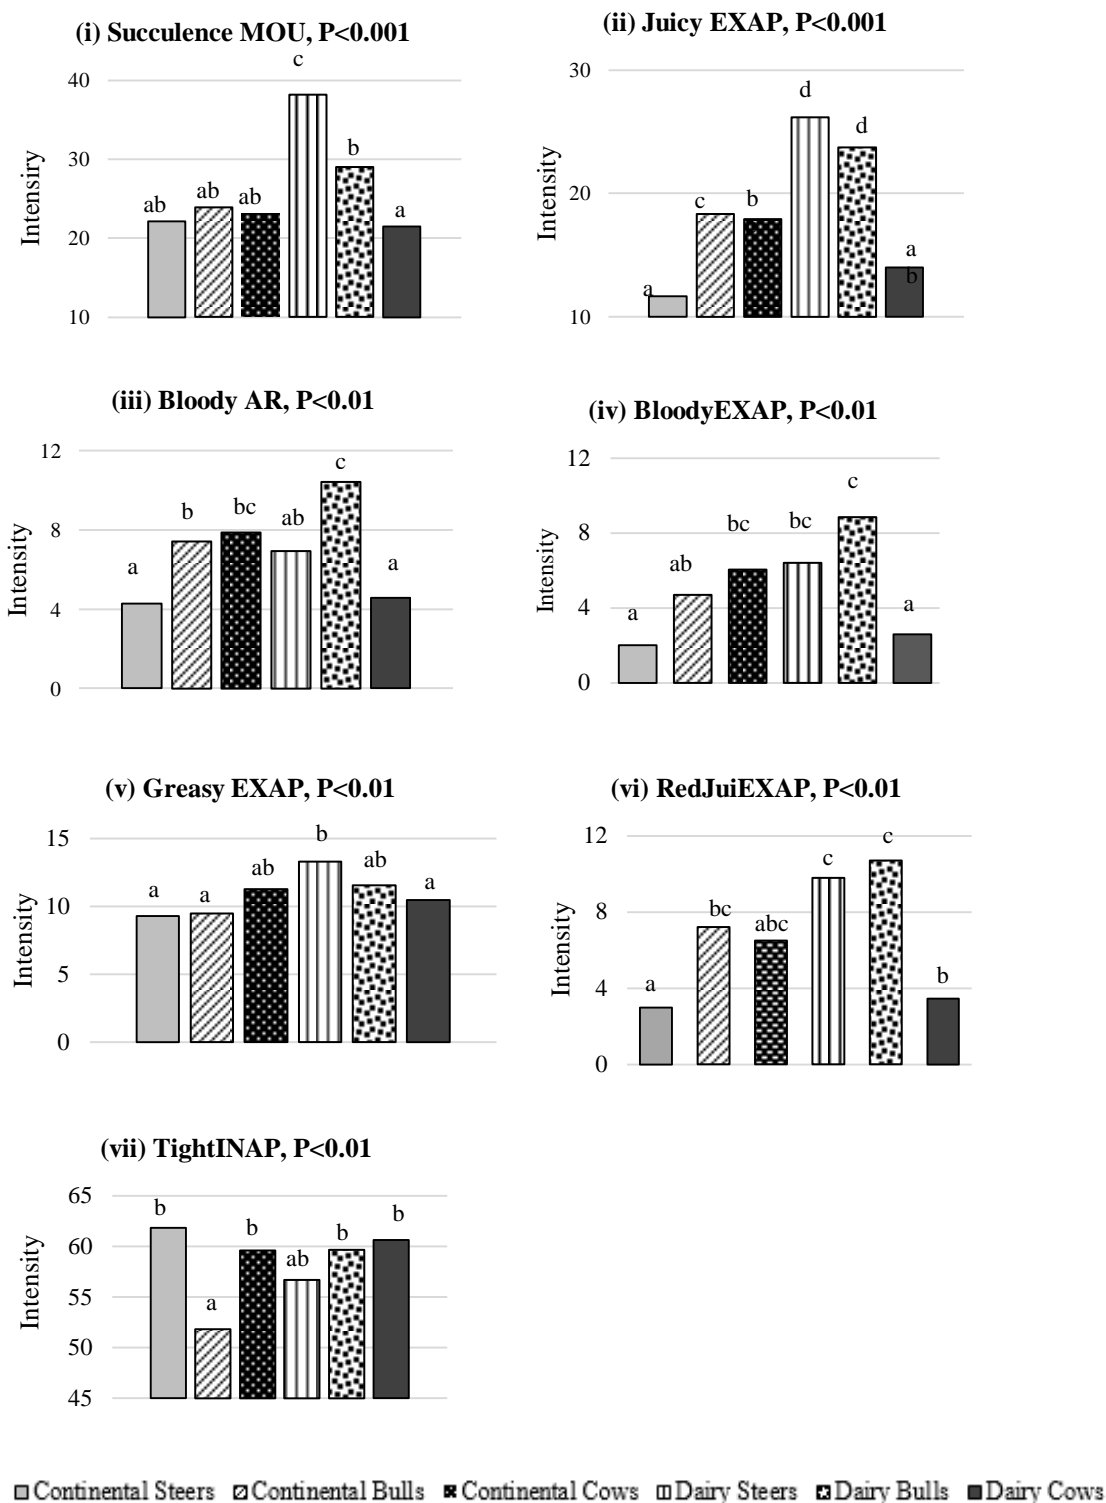 (i) Succulence MOU, P<0.001
c
40
30
20
10
Intensiry
ab
ab
ab
b
a
(ii) Juicy EXAP, P<0.001
30
20
10
Intensity
a
c
b
d
d
a
b
(iii) Bloody AR, P<0.01
12
8
4
0
Intensity
a
b
bc
ab
c
a
(iv) BloodyEXAP, P<0.01
12
8
4
0
Intensity
a
ab
bc
bc
c
a
(v) Greasy EXAP, P<0.01
15
10
5
0
Intensity
a
a
ab
b
ab
a
(vi) RedJuiEXAP, P<0.01
12
8
4
0
Intensity
a
bc
abc
c
c
b
(vii) TightINAP, P<0.01
65
60
55
50
45
Intensity
b
a
b
ab
b
b
Continental Steers Continental Bulls Continental Cows Dairy Steers Dairy Bulls Dairy Cows